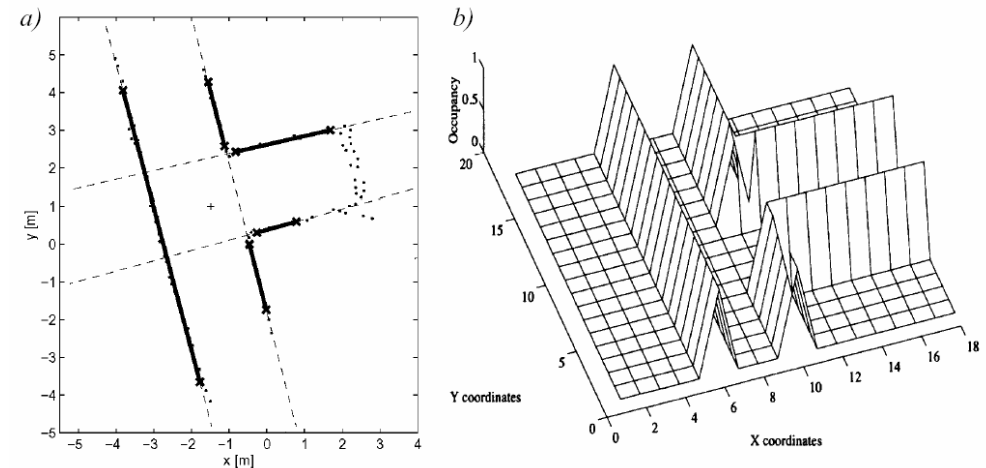 a)
6
5
4
3
2
1
0
−1
−2
−3
−4
−5
y [m]
−5 −4 −3 −2 −1 0 1 2 3 4
x [m]
b)
1
0.5
0
Occupancy
20
15
10
5
0
Y coordinates
0 2 4 6 8 10 12 14 16 18
X coordinates